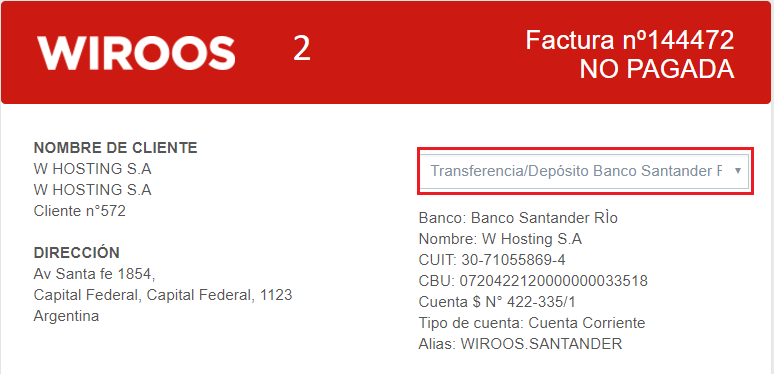 WIROOS
2
Factura nº144472
NO PAGADA
NOMBRE DE CLIENTE
W HOSTING S.A
W HOSTING S.A
Cliente n°572
DIRECCIÓN
Av Santa fe 1854,
Capital Federal, Capital Federal, 1123
Argentina
Transferencia/Depósito Banco Santander R
Banco: Banco Santander RÌo
Nombre: W Hosting S.A
CUIT: 30-71055869-4
CBU: 0720422120000000033518
Cuenta $ N° 422-335/1
Tipo de cuenta: Cuenta Corriente
Alias: WIROOS.SANTANDER